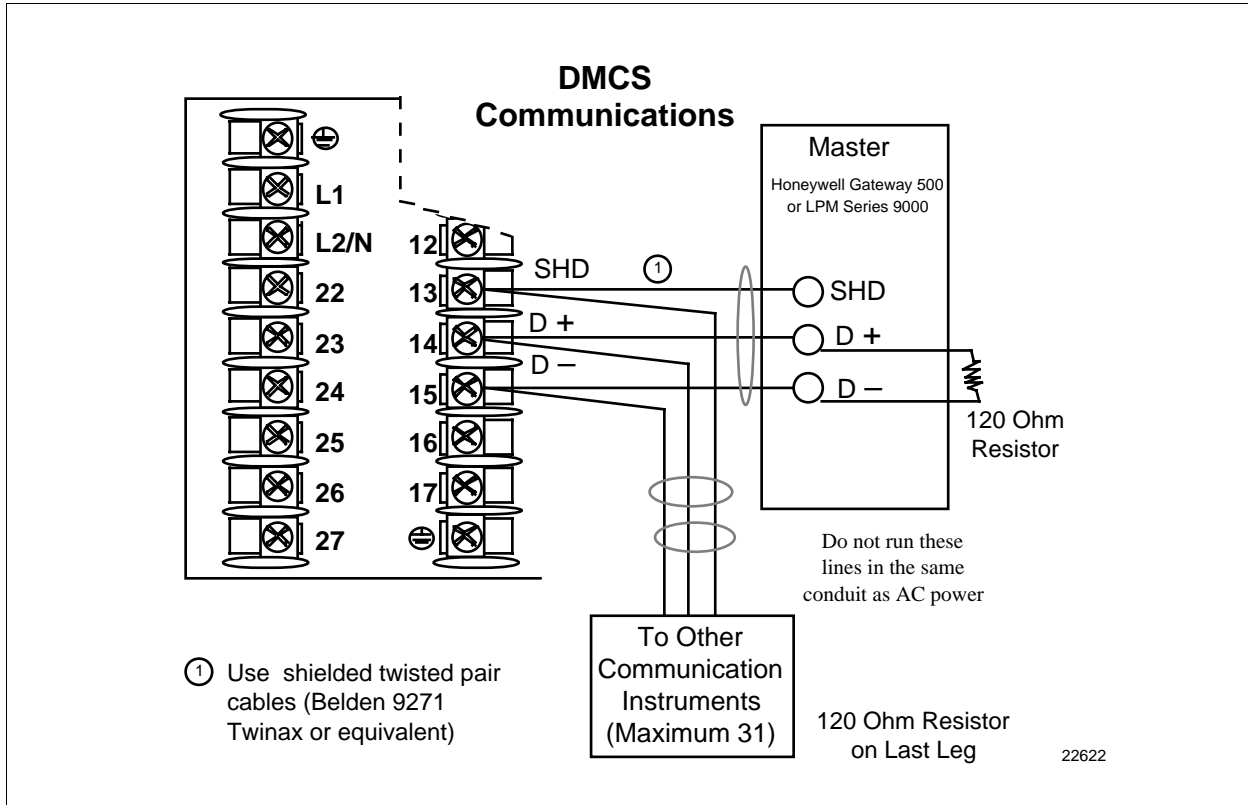 DMCS
Communications
Master
Honeywell Gateway 500
or LPM Series 9000
L1
L2/N
22
23
24
25
26
27
12
13
14
15
16
17
SHD
1
D +
D –
SHD
D +
D –
120 Ohm
Resistor
Do not run these
lines in the same
conduit as AC power
To Other
Communication
Instruments
(Maximum 31)
120 Ohm Resistor
on Last Leg
1 Use shielded twisted pair
cables (Belden 9271
Twinax or equivalent)
22622